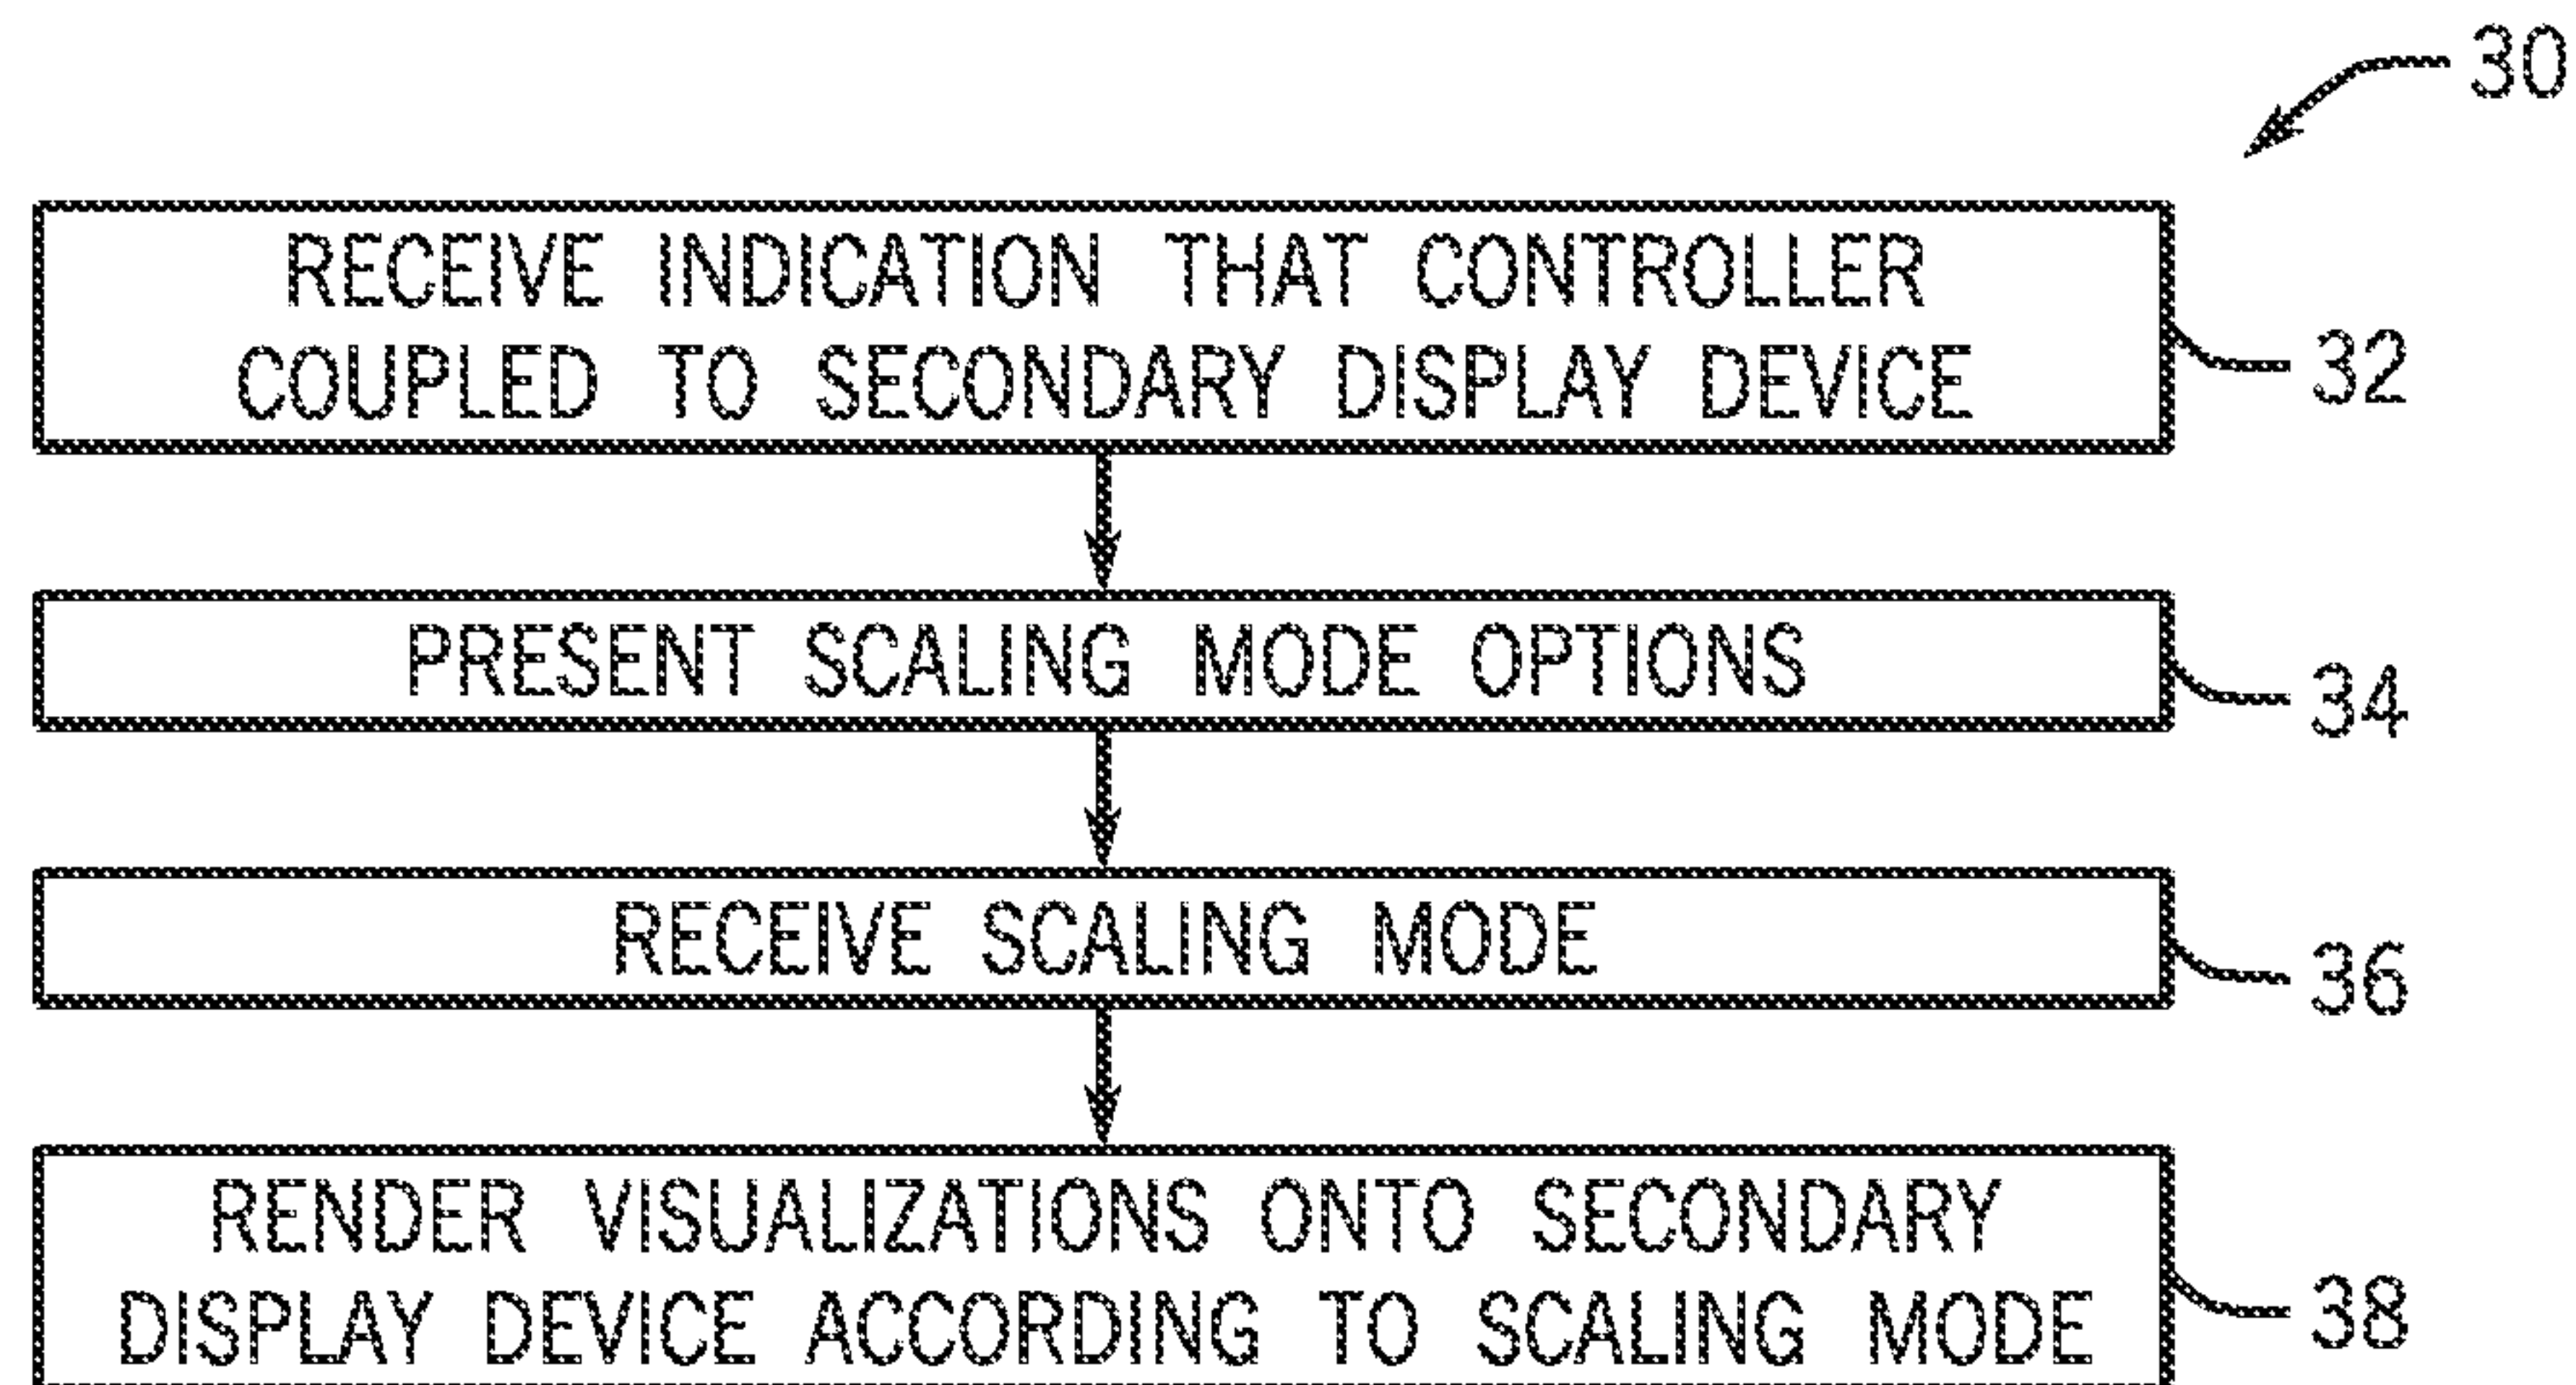 30
RECEIVE INDICATION THAT CONTROLLER
COUPLED TO SECONDARY DISPLAY DEVICE
32
PRESENT SCALING MODE OPTIONS
34
RECEIVE SCALING MODE
36
RENDER VISUALIZATIONS ONTO SECONDARY
DISPLAY DEVICE ACCORDING TO SCALING MODE
38